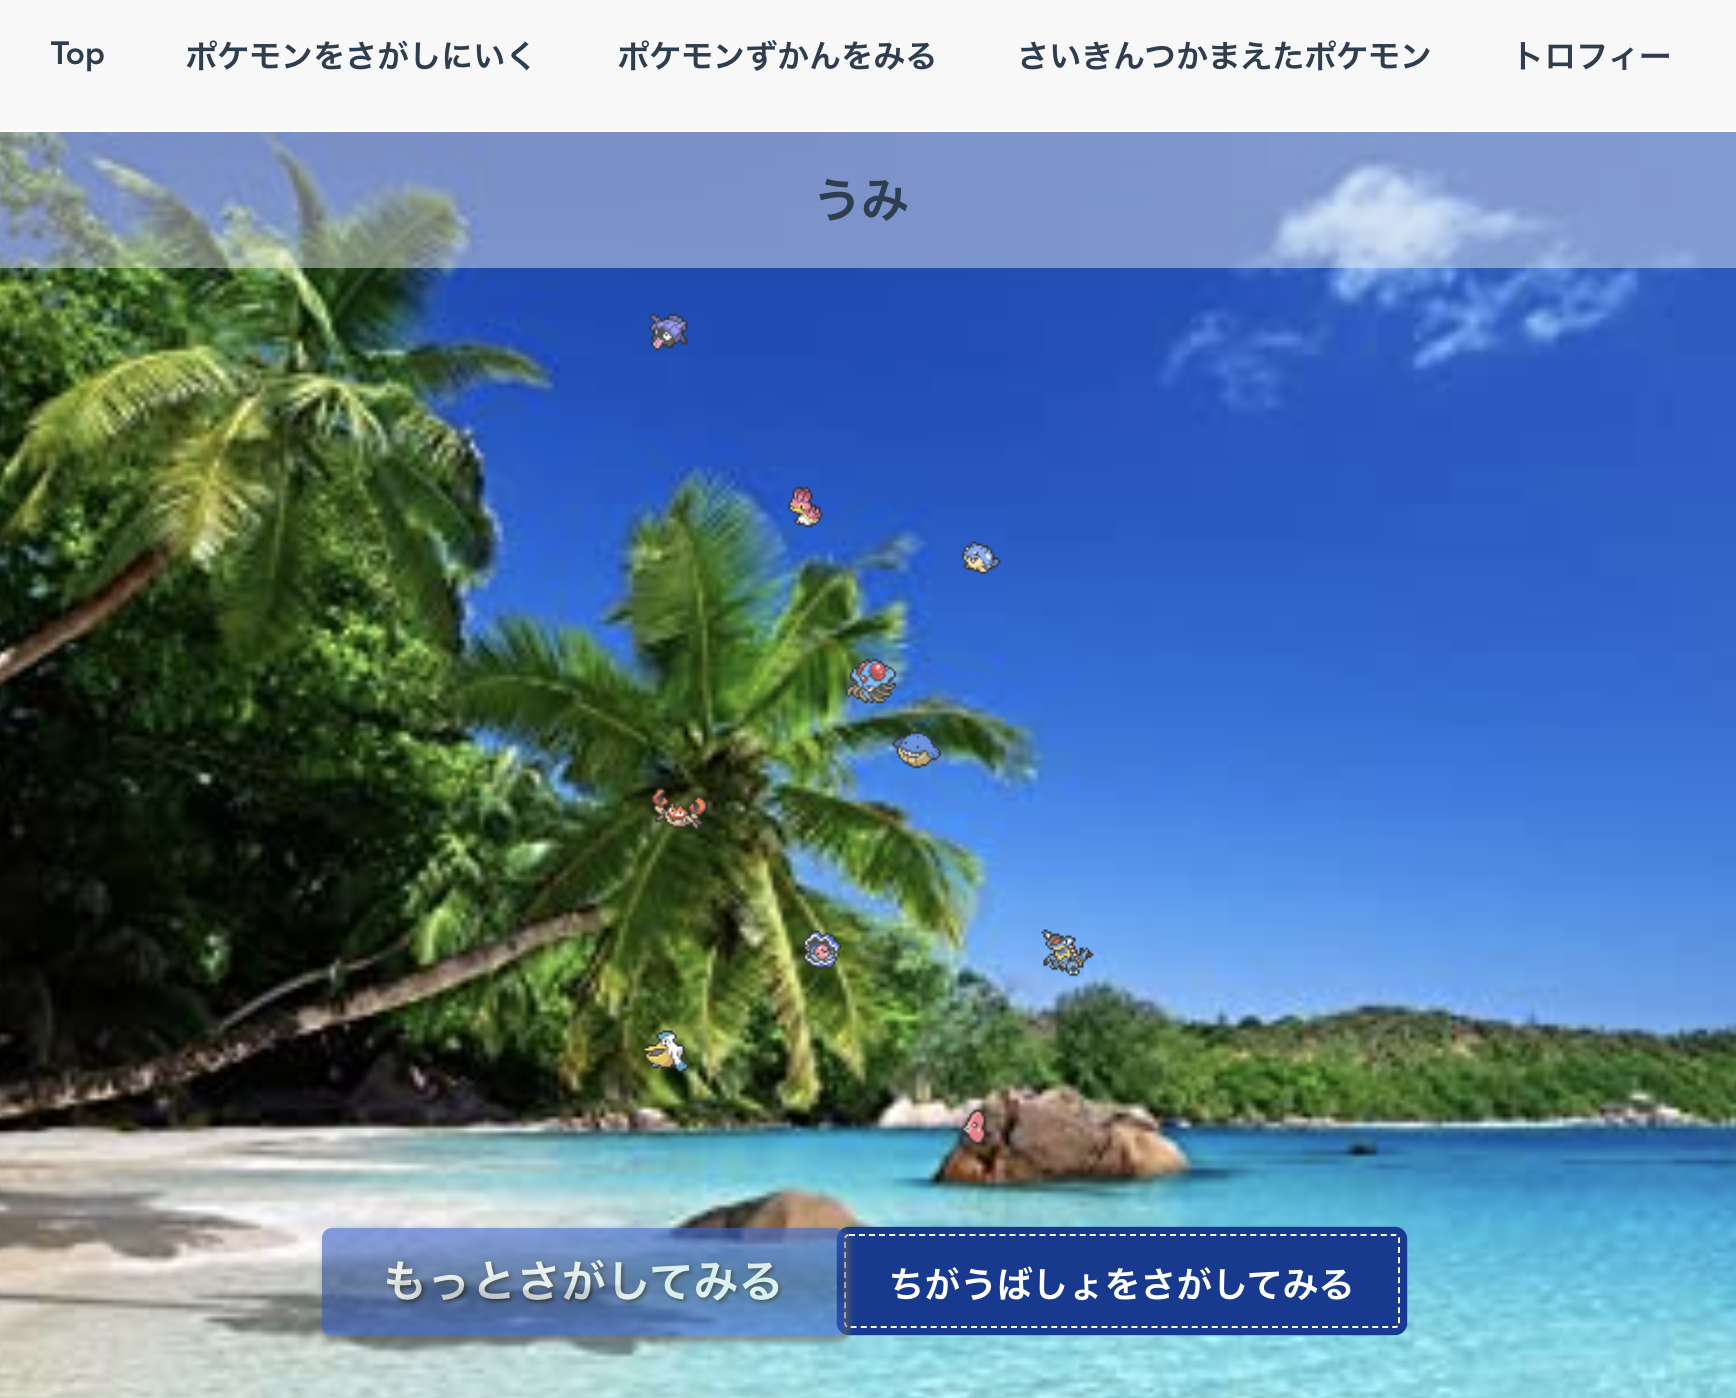 Top ポケモンをさがしにいく ポケモンずかんをみる さいきんつかまえたポケモン トロフィー
うみ
もっとさがしてみる ちがうばしょをさがしてみる